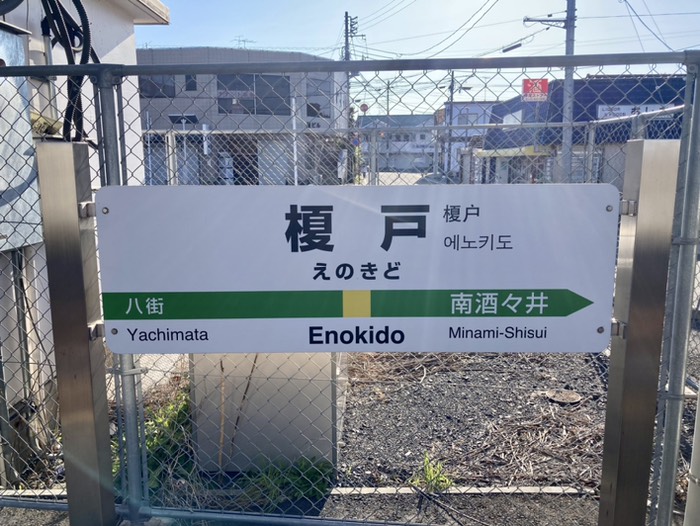 酒
榎戸
榎户
에노키도
えのきど
八街
南酒々井
Yachimata
Enokido
Minami-Shisui